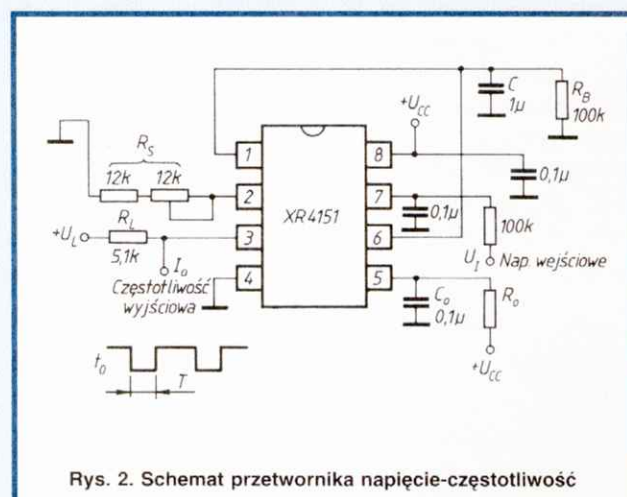 C
1µ
R_B
100k
+U_CC
R_S
12k
12k
1
8
0,1µ
2
7
XR4151
+U_L
R_L
0,1µ
100k
3
6
5,1k
I_o
U_I
Nap. wejściowe
Częstotliwość
wyjściowa
4
5
C_o
0,1µ
R_o
t_o
T
+U_CC
Rys. 2. Schemat przetwornika napięcie-częstotliwość